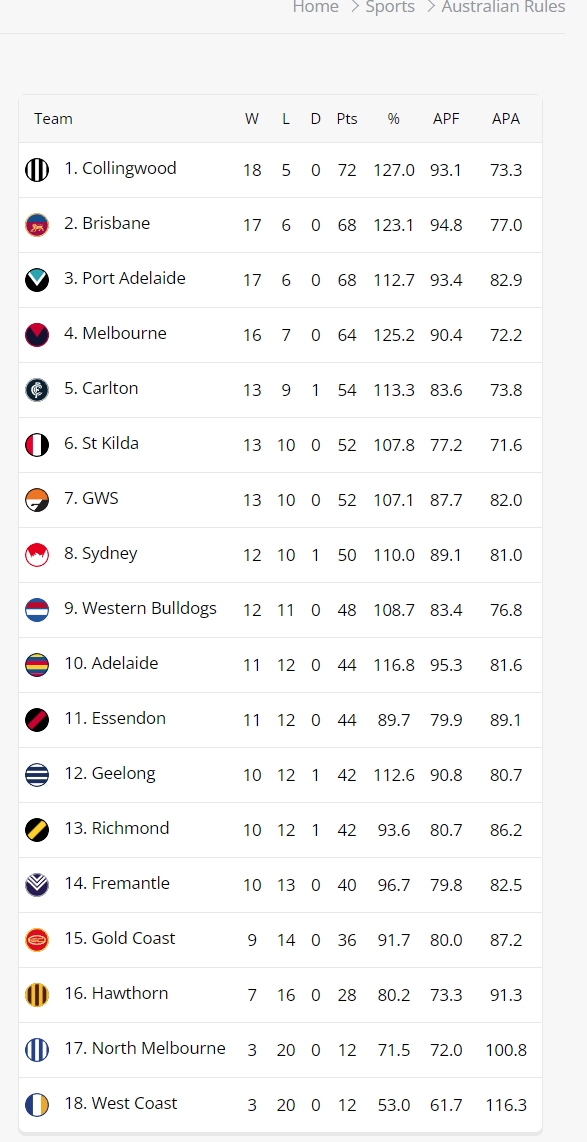 Home > Sports > Australian Rules
Team W L D Pts % APF APA
1. Collingwood 18 5 0 72 127.0 93.1 73.3
2. Brisbane 17 6 0 68 123.1 94.8 77.0
3. Port Adelaide 17 6 0 68 112.7 93.4 82.9
4. Melbourne 16 7 0 64 125.2 90.4 72.2
5. Carlton 13 9 1 54 113.3 83.6 73.8
6. St Kilda 13 10 0 52 107.8 77.2 71.6
7. GWS 13 10 0 52 107.1 87.7 82.0
8. Sydney 12 10 1 50 110.0 89.1 81.0
9. Western Bulldogs 12 11 0 48 108.7 83.4 76.8
10. Adelaide 11 12 0 44 116.8 95.3 81.6
11. Essendon 11 12 0 44 89.7 79.9 89.1
12. Geelong 10 12 1 42 112.6 90.8 80.7
13. Richmond 10 12 1 42 93.6 80.7 86.2
14. Fremantle 10 13 0 40 96.7 79.8 82.5
15. Gold Coast 9 14 0 36 91.7 80.0 87.2
16. Hawthorn 7 16 0 28 80.2 73.3 91.3
17. North Melbourne 3 20 0 12 71.5 72.0 100.8
18. West Coast 3 20 0 12 53.0 61.7 116.3